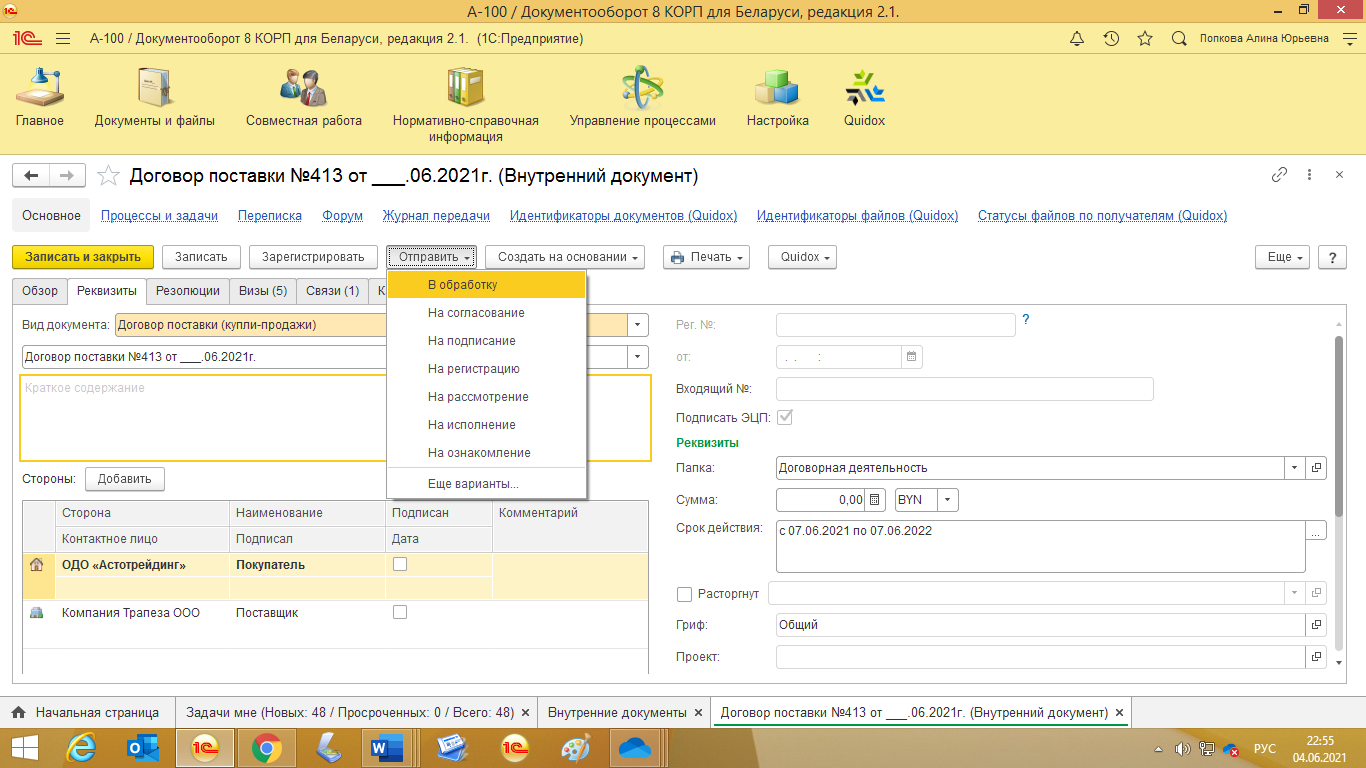 А-100 / Документооборот 8 КОРП для Беларуси, редакция 2.1.
А-100 / Документооборот 8 КОРП для Беларуси, редакция 2.1. (1С:Предприятие)
Попкова Алина Юрьевна
Главное
Документы и файлы
Совместная работа
Нормативно-справочная
информация
Управление процессами
Настройка
Quidox
Договор поставки №413 от ___.06.2021г. (Внутренний документ)
Основное Процессы и задачи Переписка Форум Журнал передачи Идентификаторы документов (Quidox) Идентификаторы файлов (Quidox) Статусы файлов по получателям (Quidox)
Записать и закрыть Записать Зарегистрировать Отправить Создать на основании Печать Quidox Еще ?
Обзор Реквизиты Резолюции Визы (5) Связи (1) К
В обработку
На согласование
На подписание
На регистрацию
На рассмотрение
На исполнение
На ознакомление
Еще варианты...
Вид документа: Договор поставки (купли-продажи)
Договор поставки №413 от ___.06.2021г.
Краткое содержание
Стороны: Добавить
Сторона Наименование Подписан Комментарий
Контактное лицо Подписал Дата
ОДО «Астотрейдинг» Покупатель
Компания Трапеза ООО Поставщик
Рег. №: ?
от: . . :
Входящий №:
Подписать ЭЦП:
Реквизиты
Папка: Договорная деятельность
Сумма: 0,00 BYN
Срок действия: с 07.06.2021 по 07.06.2022 ...
Расторгнут
Гриф: Общий
Проект:
Начальная страница Задачи мне (Новых: 48 / Просроченных: 0 / Всего: 48) Внутренние документы Договор поставки №413 от ___.06.2021г. (Внутренний документ)
РУС
22:55
04.06.2021